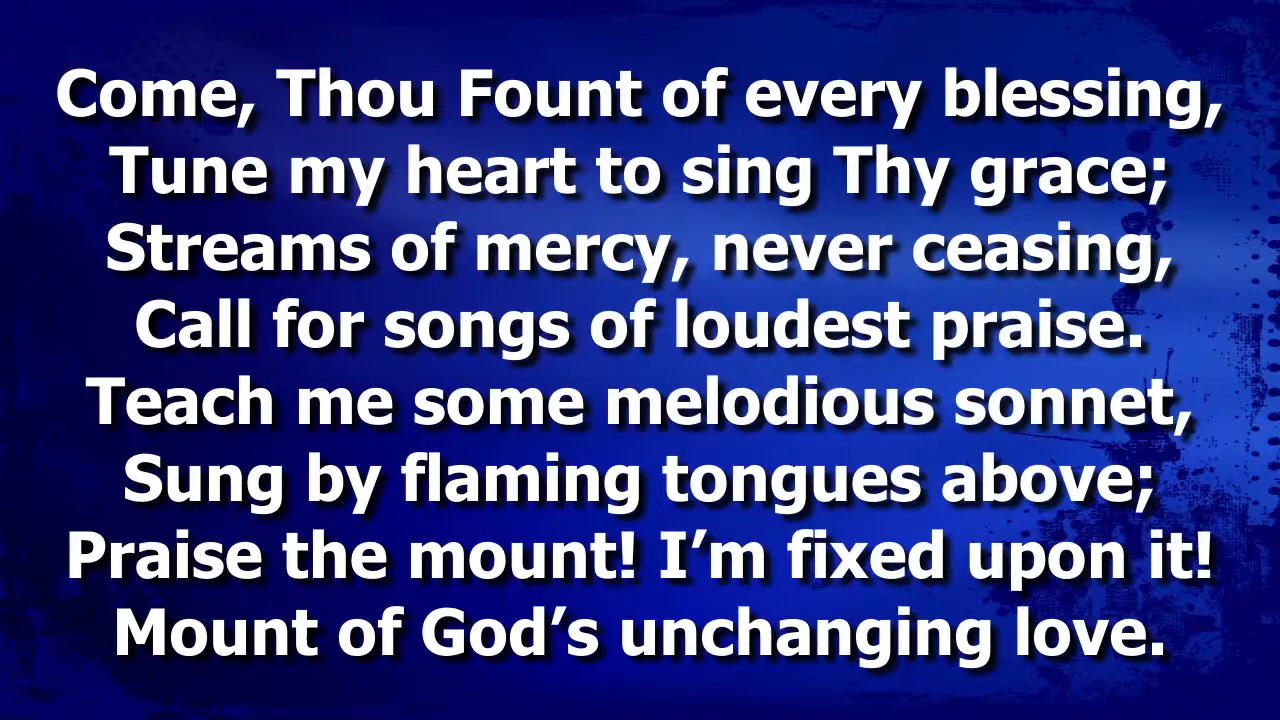 Come, Thou Fount of every blessing,
Tune my heart to sing Thy grace;
Streams of mercy, never ceasing,
Call for songs of loudest praise.
Teach me some melodious sonnet,
Sung by flaming tongues above;
Praise the mount! I’m fixed upon it!
Mount of God’s unchanging love.